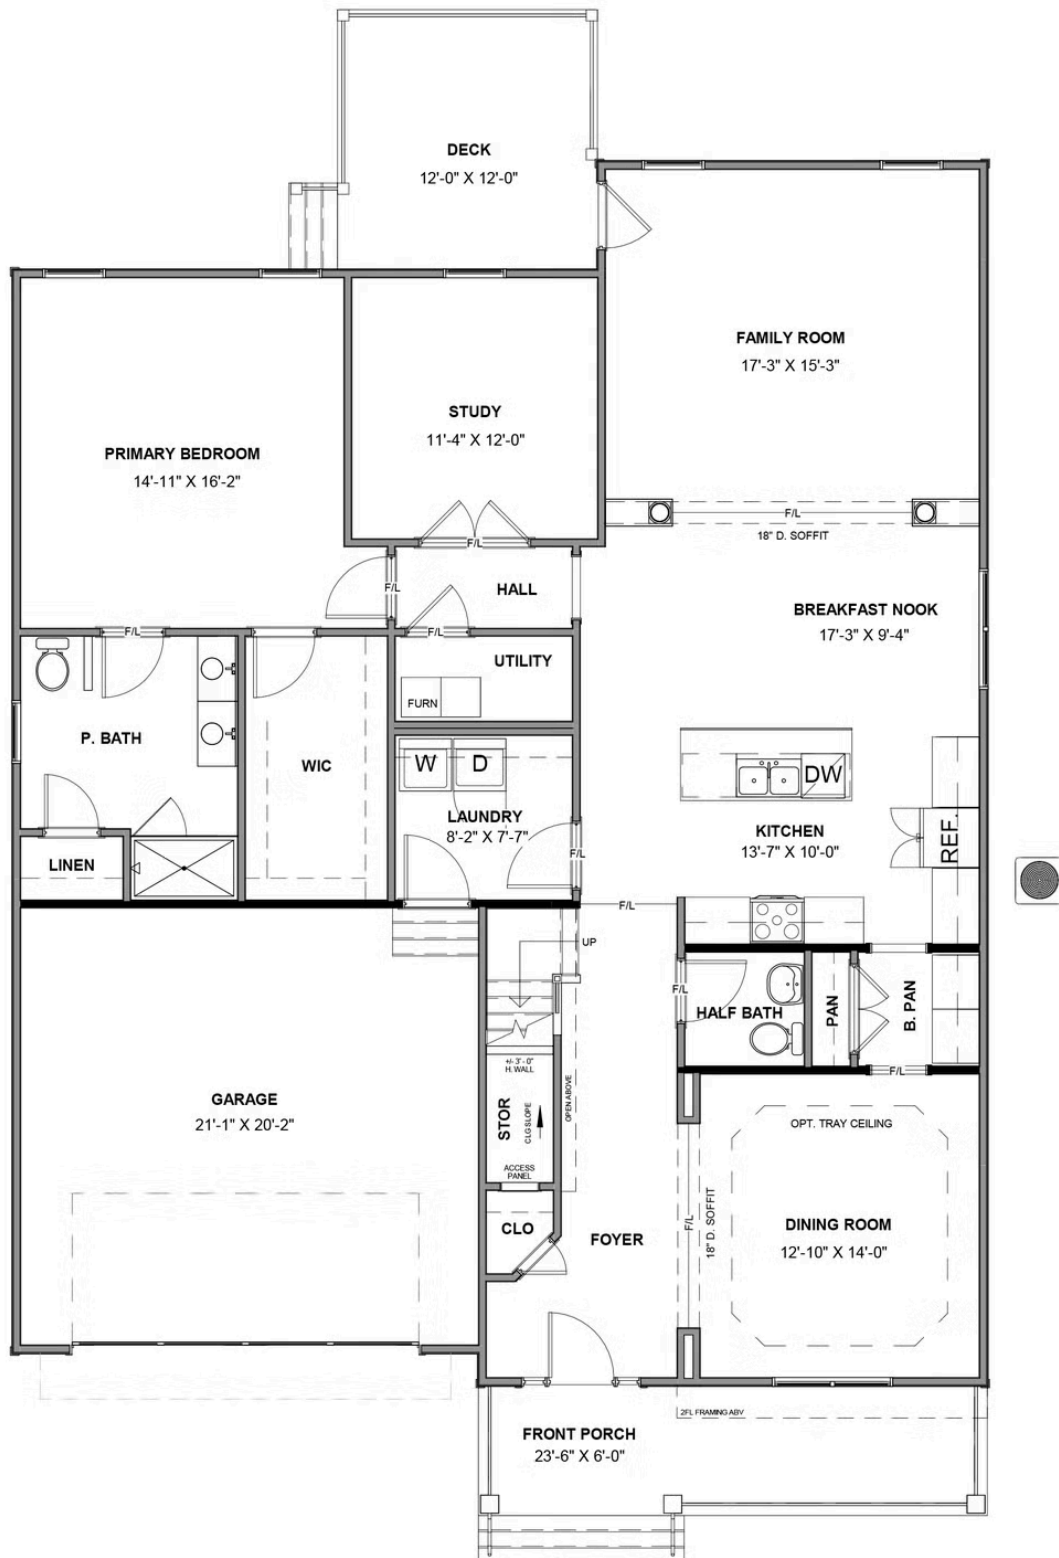 DECK
12'-0" X 12'-0"
FAMILY ROOM
17'-3" X 15'-3"
STUDY
11'-4" X 12'-0"
PRIMARY BEDROOM
14'-11" X 16'-2"
F/L
18" D. SOFFIT
F/L
F/L
HALL
BREAKFAST NOOK
17'-3" X 9'-4"
F/L
F/L
UTILITY
FURN
P. BATH
WIC
W
D
DW
LAUNDRY
8'-2" X 7'-7"
KITCHEN
13'-7" X 10'-0"
REF.
F/L
LINEN
F/L
UP
F/L
HALF BATH
PAN
B. PAN
+/- 3' - 0"
H. WALL
F/L
STOR
CLG SLOPE
OPEN ABOVE
GARAGE
21'-1" X 20'-2"
OPT. TRAY CEILING
ACCESS
PANEL
CLO
FOYER
F/L
18" D. SOFFIT
DINING ROOM
12'-10" X 14'-0"
2FL FRAMING ABV
FRONT PORCH
23'-6" X 6'-0"